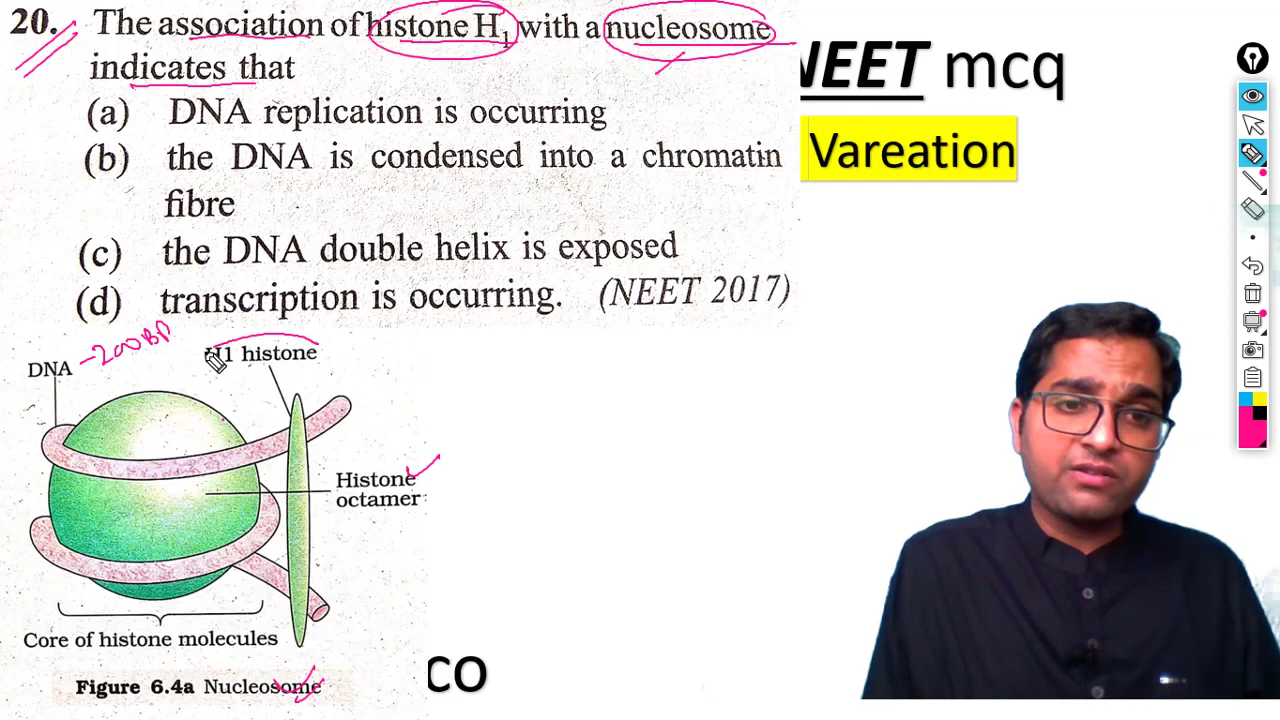 20. The association of histone H₁ with a nucleosome
indicates that
(a) DNA replication is occurring
(b) the DNA is condensed into a chromatin
fibre
(c) the DNA double helix is exposed
(d) transcription is occurring. (NEET 2017)
NEET mcq
Vareation
DNA
-200BP
H1 histone
Histone
octamer
Core of histone molecules
Figure 6.4a Nucleosome
co